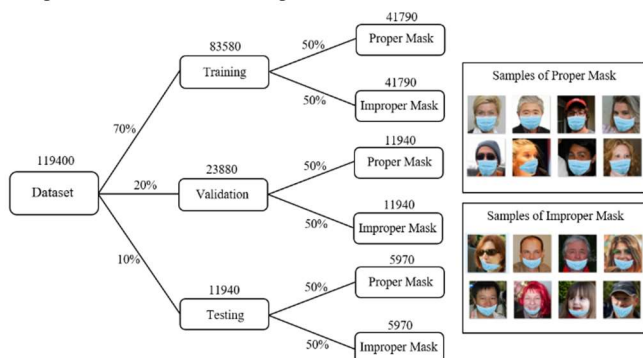 41790
83580
50%
Proper Mask
Training
41790
50%
Improper Mask
Samples of Proper Mask
70%
11940
119400
23880
50%
Proper Mask
Dataset
20%
Validation
11940
50%
Improper Mask
Samples of Improper Mask
10%
5970
11940
50%
Proper Mask
Testing
5970
50%
Improper Mask